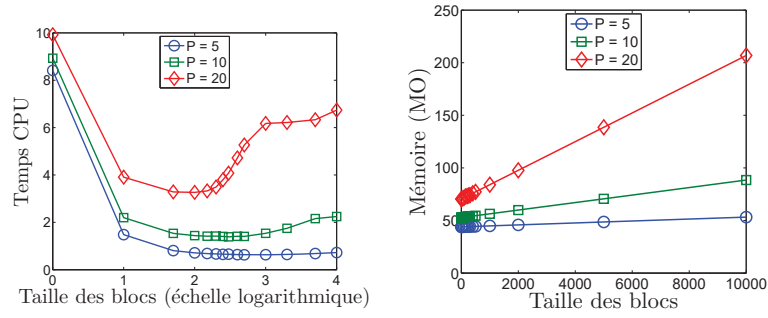 P = 5
P = 10
P = 20
Temps CPU
10
8
6
4
2
0
0 1 2 3 4
Taille des blocs (échelle logarithmique)
P = 5
P = 10
P = 20
Mémoire (MO)
250
200
150
100
50
0
0 2000 4000 6000 8000 10000
Taille des blocs